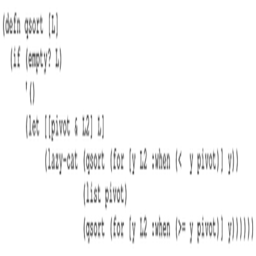 (defn qsort [L]
(if (empty? L)
'()
(let [[pivot & L2] L]
(lazy-cat (qsort (for [y L2 :when (< y pivot)] y))
(list pivot)
(qsort (for [y L2 :when (>= y pivot)] y))))))